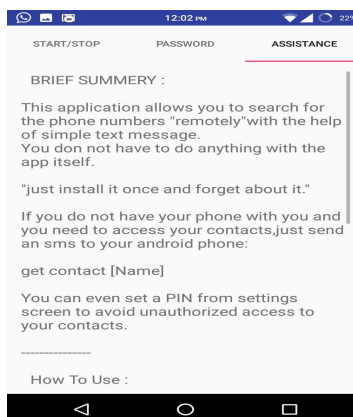 12:02 PM
22%
START/STOP PASSWORD ASSISTANCE
BRIEF SUMMERY :
This application allows you to search for
the phone numbers "remotely"with the help
of simple text message.
You don not have to do anything with the
app itself.
"just install it once and forget about it."
If you do not have your phone with you and
you need to access your contacts,just send
an sms to your android phone:
get contact [Name]
You can even set a PIN from settings
screen to avoid unauthorized access to
your contacts.
---------------
How To Use :